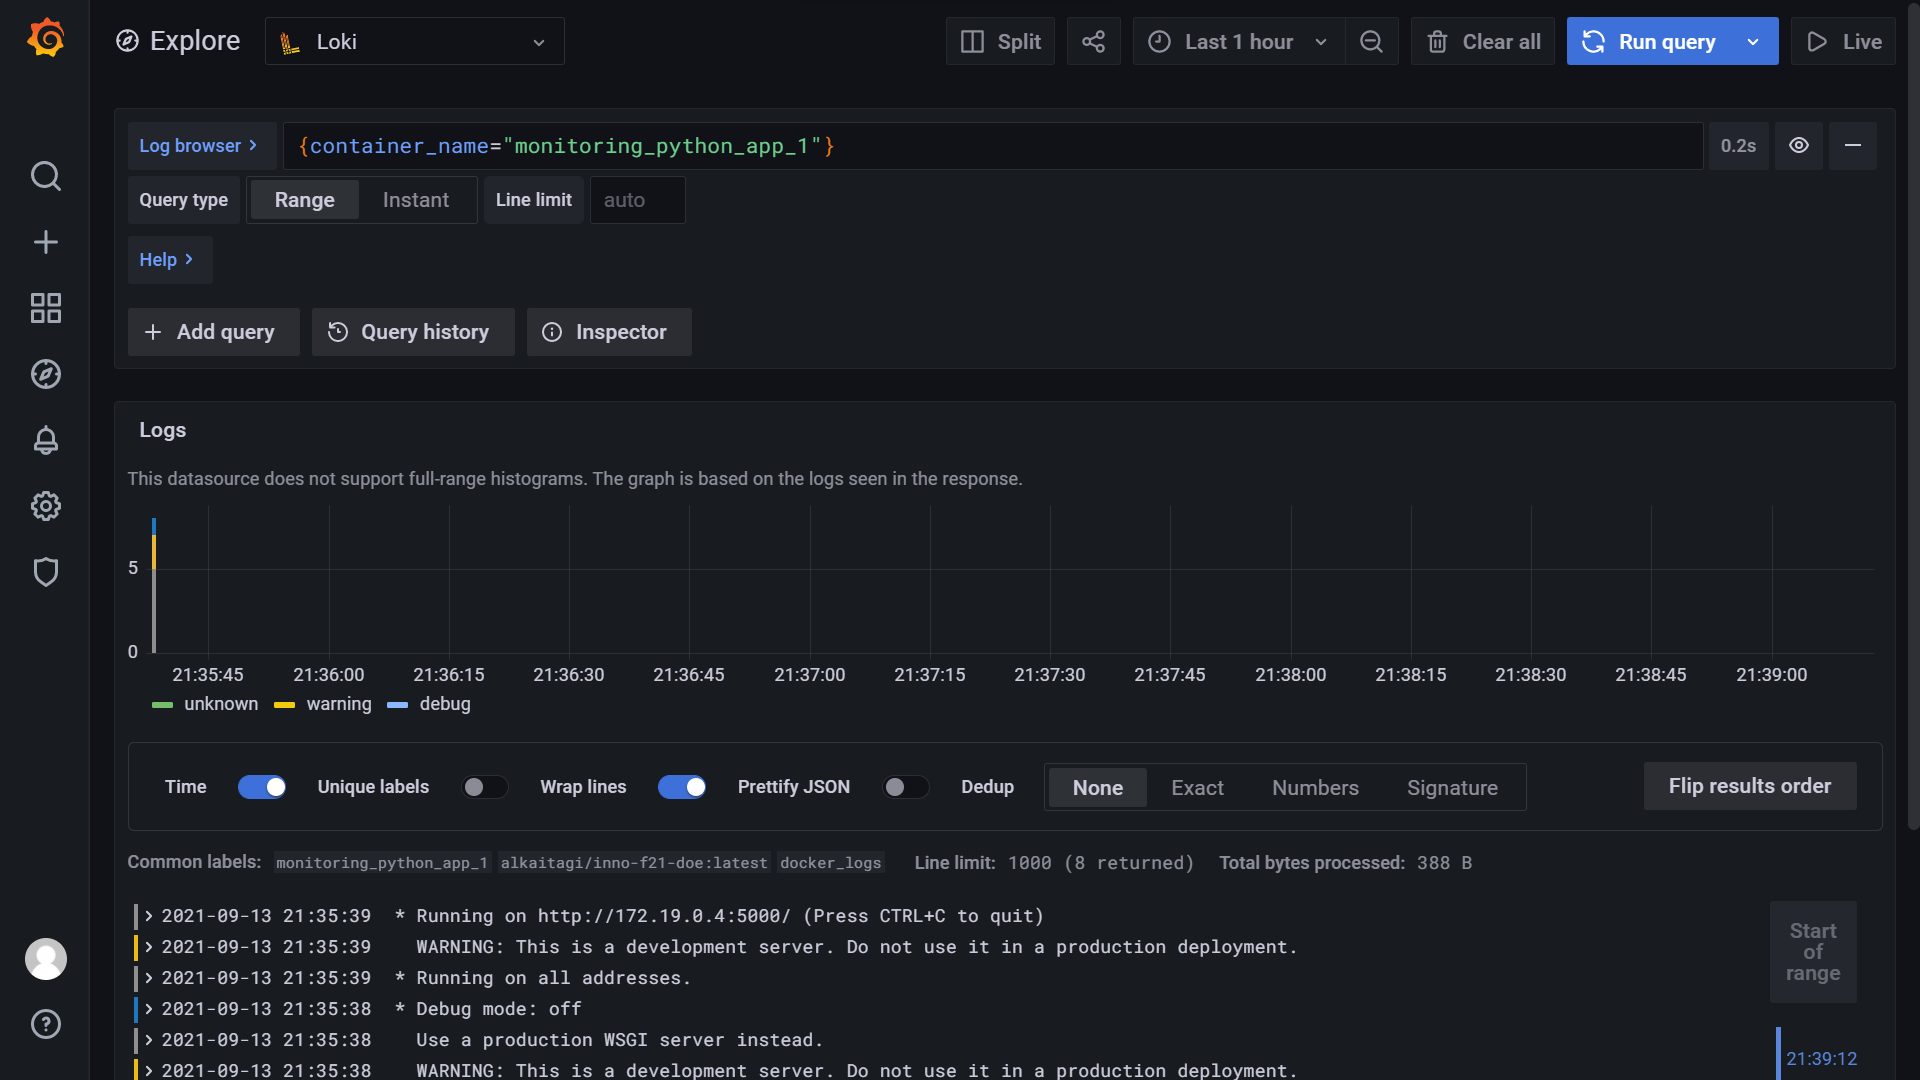 Explore
Loki
Split
Last 1 hour
Clear all
Run query
Live
Log browser
{container_name="monitoring_python_app_1"}
0.2s
Query type
Range
Instant
Line limit
auto
Help
Add query
Query history
Inspector
Logs
This datasource does not support full-range histograms. The graph is based on the logs seen in the response.
5
0
21:35:45 21:36:00 21:36:15 21:36:30 21:36:45 21:37:00 21:37:15 21:37:30 21:37:45 21:38:00 21:38:15 21:38:30 21:38:45 21:39:00
unknown warning debug
Time
Unique labels
Wrap lines
Prettify JSON
Dedup
None
Exact
Numbers
Signature
Flip results order
Common labels: monitoring_python_app_1 alkaitagi/inno-f21-doe:latest docker_logs Line limit: 1000 (8 returned) Total bytes processed: 388 B
2021-09-13 21:35:39 * Running on http://172.19.0.4:5000/ (Press CTRL+C to quit)
2021-09-13 21:35:39 WARNING: This is a development server. Do not use it in a production deployment.
2021-09-13 21:35:39 * Running on all addresses.
2021-09-13 21:35:38 * Debug mode: off
2021-09-13 21:35:38 Use a production WSGI server instead.
2021-09-13 21:35:38 WARNING: This is a development server. Do not use it in a production deployment.
Start
of
range
21:39:12